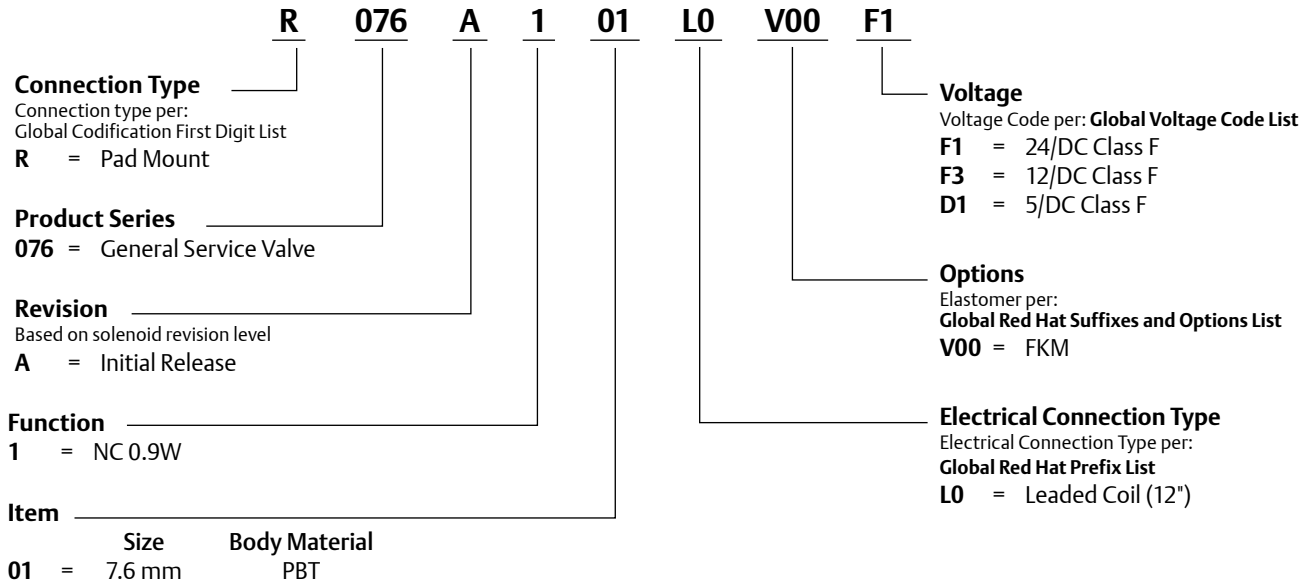 R 076 A 1 01 L0 V00 F1
Connection Type
Connection type per:
Global Codification First Digit List
R = Pad Mount
Product Series
076 = General Service Valve
Revision
Based on solenoid revision level
A = Initial Release
Function
1 = NC 0.9W
Item
Size Body Material
01 = 7.6 mm PBT
Voltage
Voltage Code per: Global Voltage Code List
F1 = 24/DC Class F
F3 = 12/DC Class F
D1 = 5/DC Class F
Options
Elastomer per:
Global Red Hat Suffixes and Options List
V00 = FKM
Electrical Connection Type
Electrical Connection Type per:
Global Red Hat Prefix List
L0 = Leaded Coil (12")